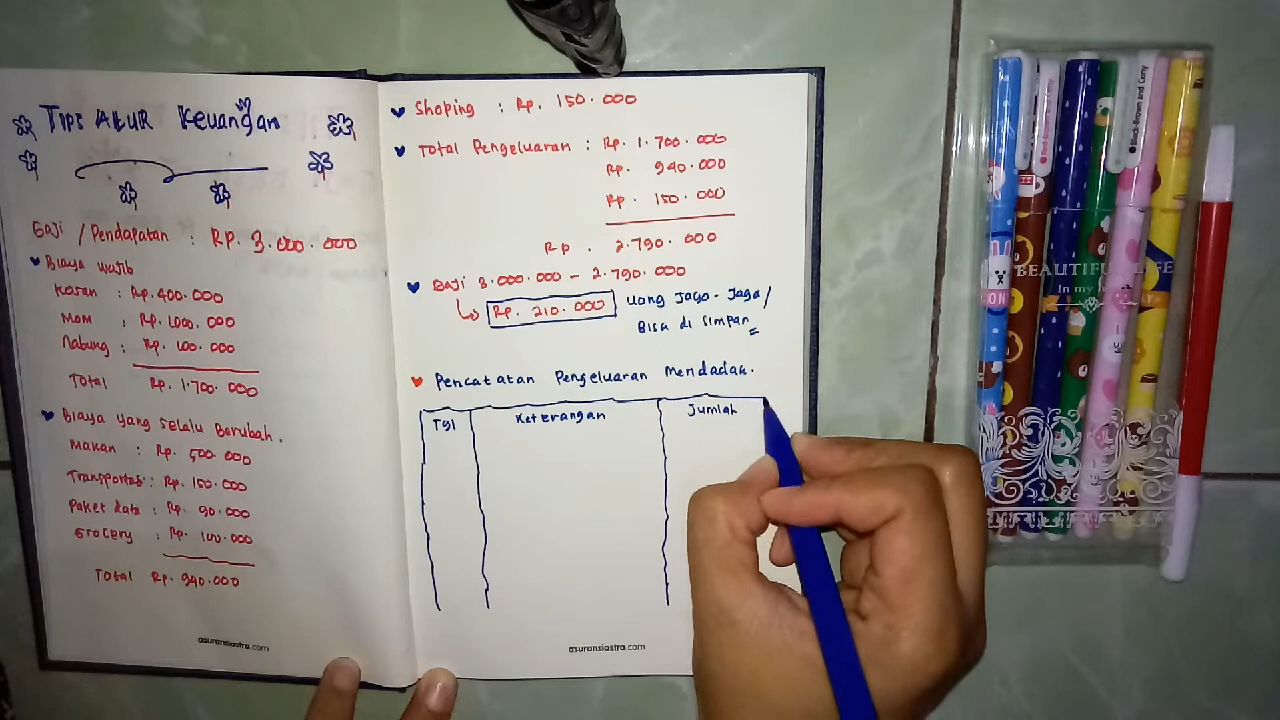 Tips Atur Keuangan
Gaji / Pendapatan : RP. 3.000.000
Biaya wajib
Kosan : Rp. 400.000
Mom : Rp. 1.000.000
Nabung : Rp. 100.000
Total Rp. 1.700.000
Biaya yang selalu Berubah.
Makan : Rp. 500.000
Transportasi : Rp. 150.000
Paket data : Rp. 90.000
Grocery : Rp. 100.000
Total Rp. 940.000
asuransiastra.com
Shoping : Rp. 150.000
Total Pengeluaran : Rp. 1.700.000
Rp. 940.000
Rp. 150.000
Rp. 2.790.000
Gaji 3.000.000 - 2.790.000
Rp. 210.000 Uang Jaga-Jaga /
Bisa di simpan
Pencatatan Pengeluaran Mendadak.
Tgl Keterangan Jumlah
asuransiastra.com
BEAUTIFUL LIFE
In my